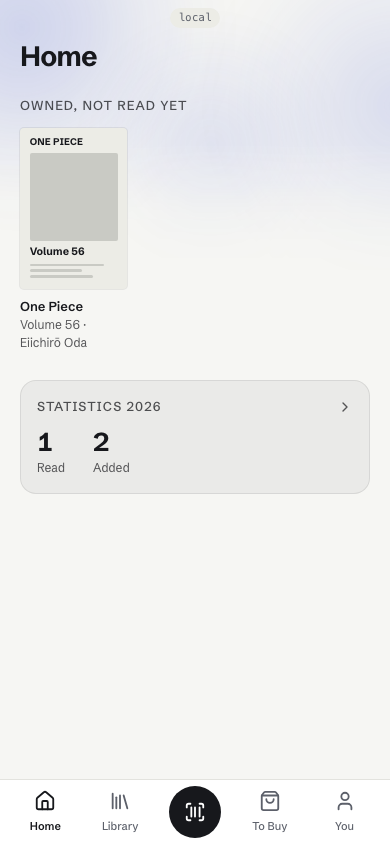 local
Home
OWNED, NOT READ YET
ONE PIECE
Volume 56
One Piece
Volume 56 ·
Eiichirō Oda
STATISTICS 2026
1 2
Read Added
Home Library To Buy You